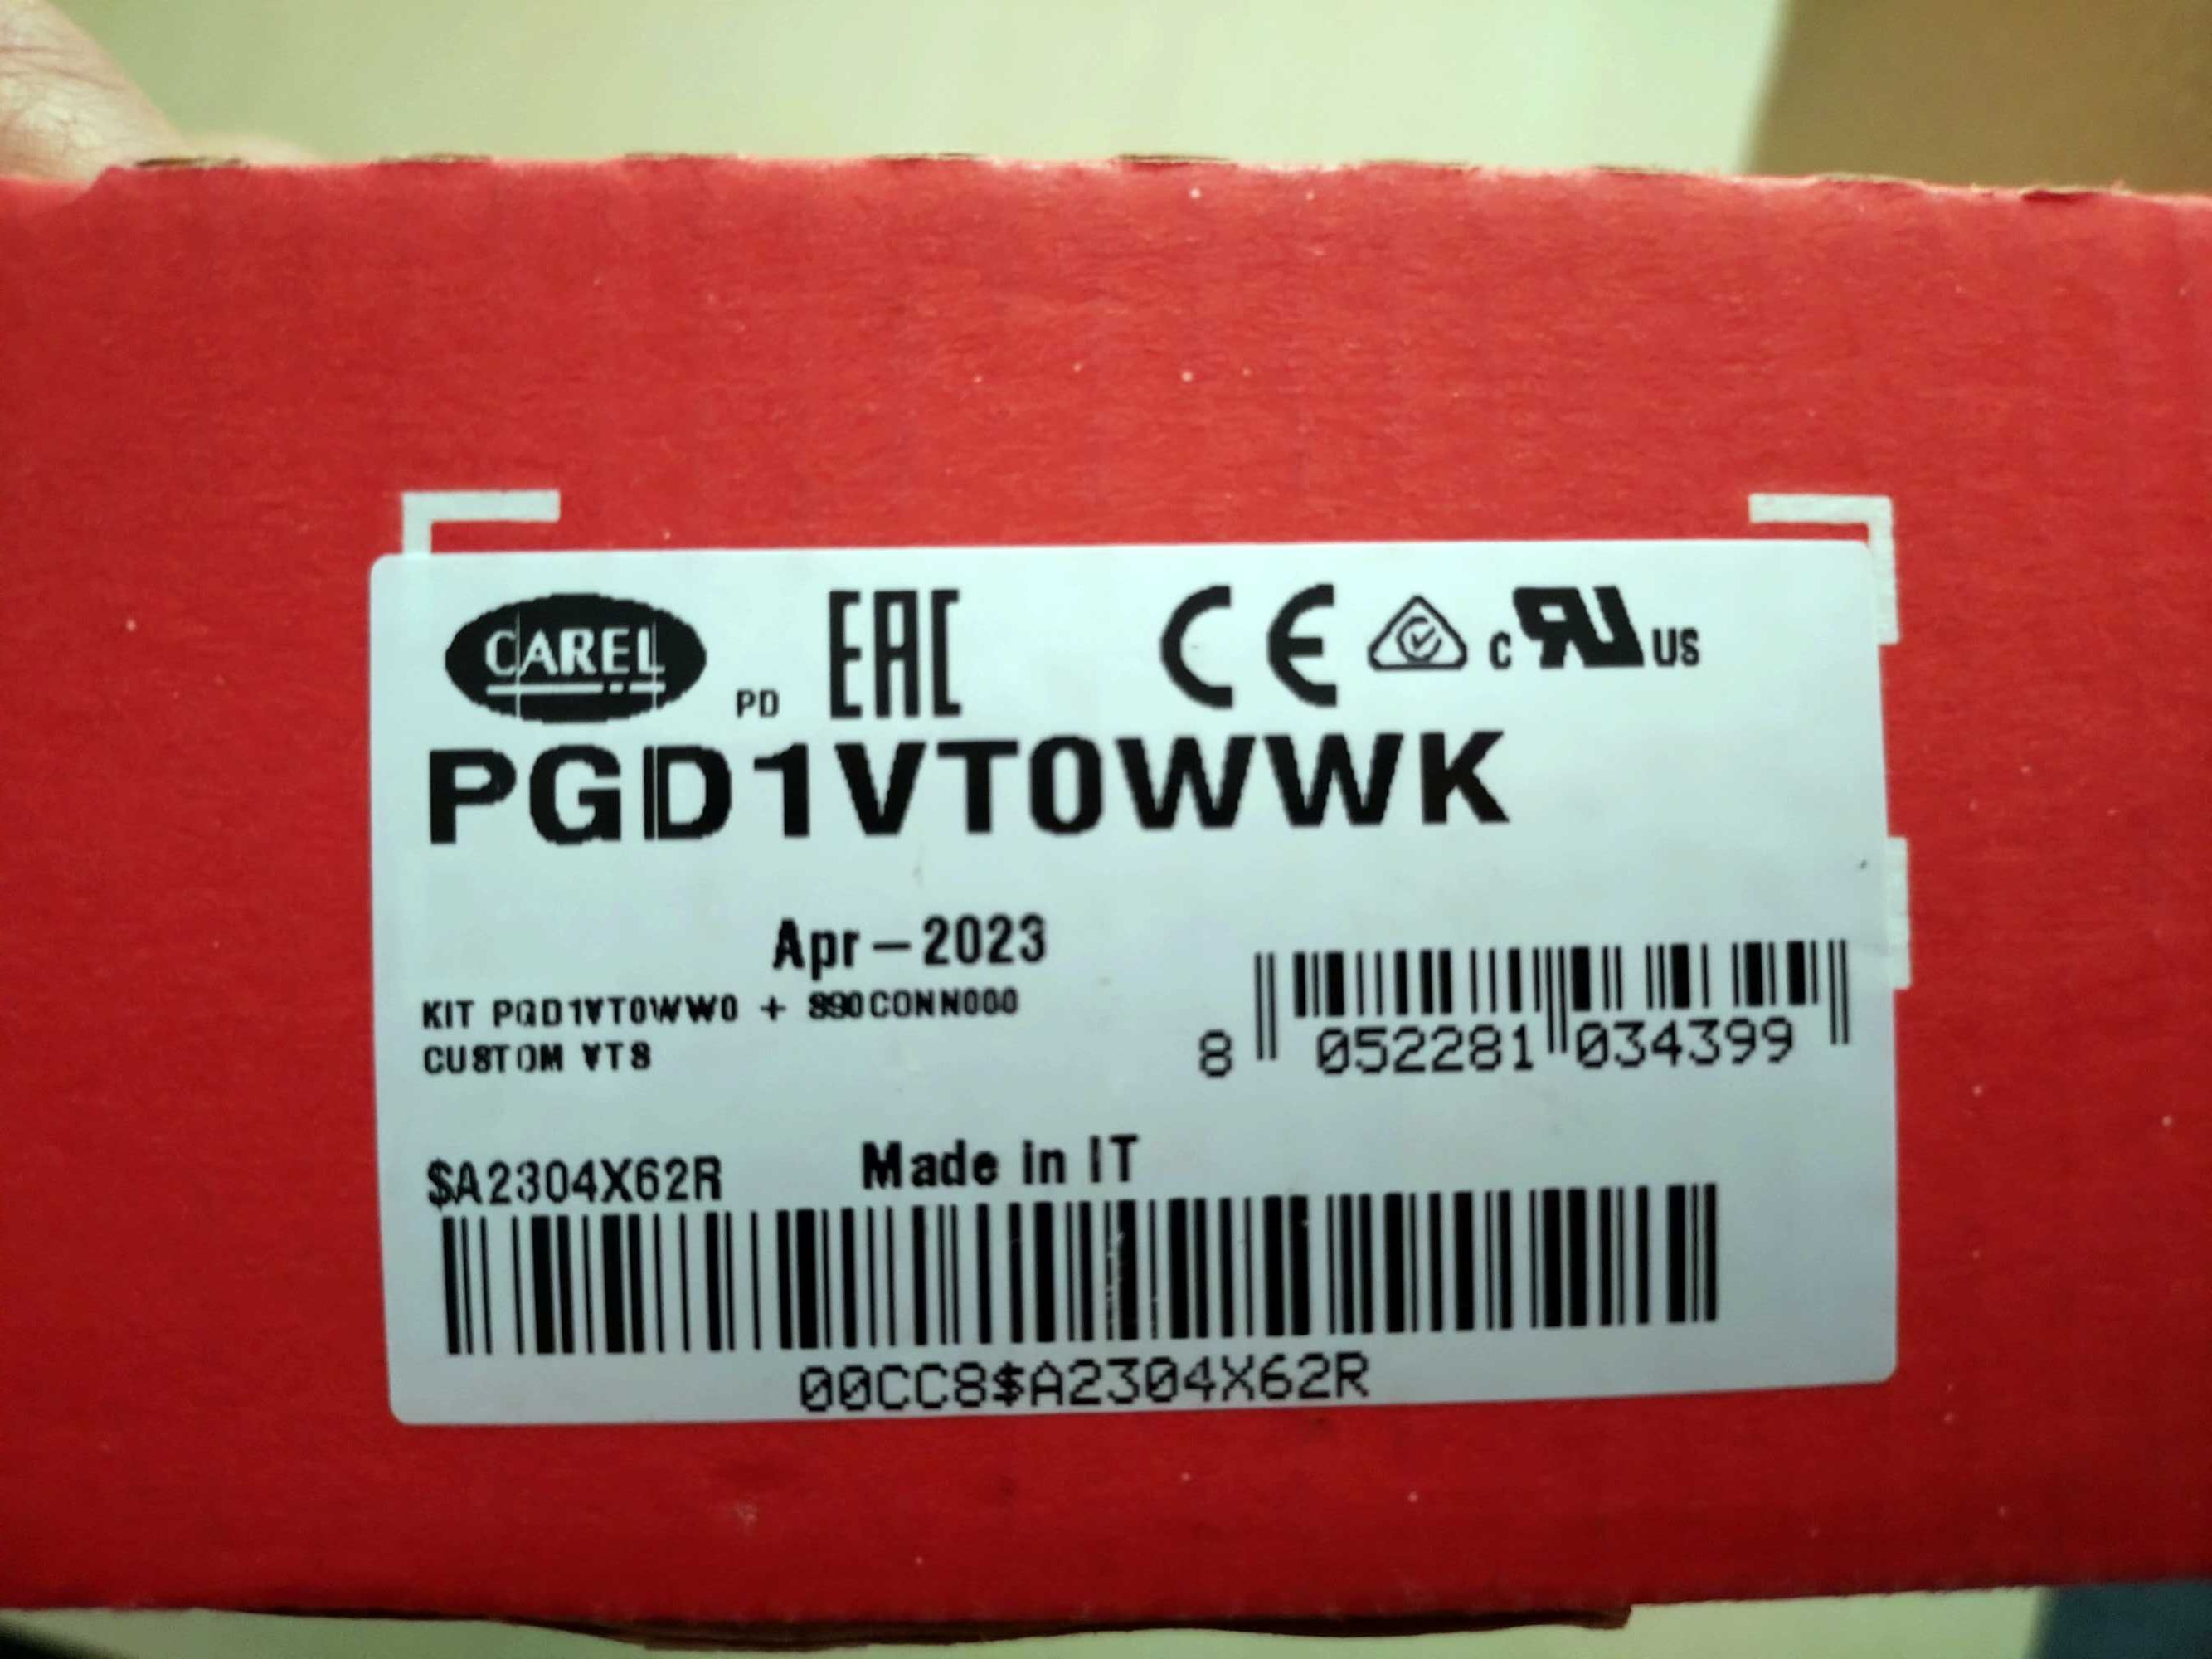 CAREL PD EAC CE c RU US
PGD1VT0WWK
Apr-2023
KIT PGD1VT0WW0 + S90CONN000
CUSTOM VTS
8 052281 034399
$A2304X62R Made in IT
00CC8$A2304X62R